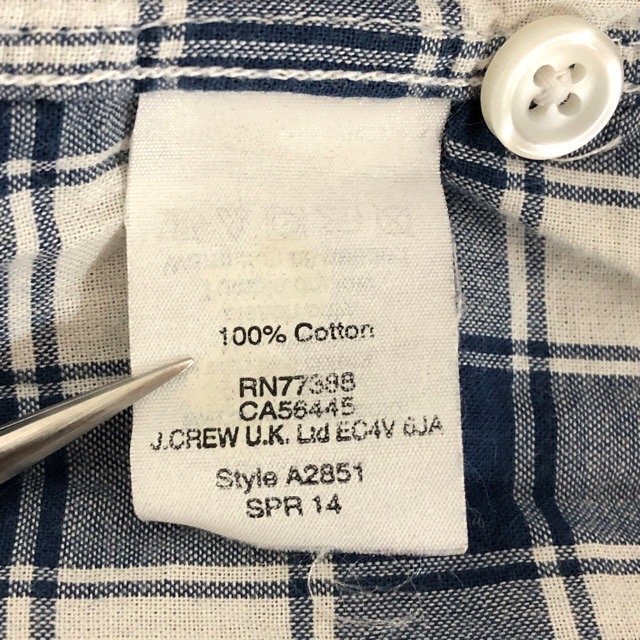 100% Cotton
RN77388
CA56445
J.CREW U.K. Ltd EC4V 6JA
Style A2851
SPR 14